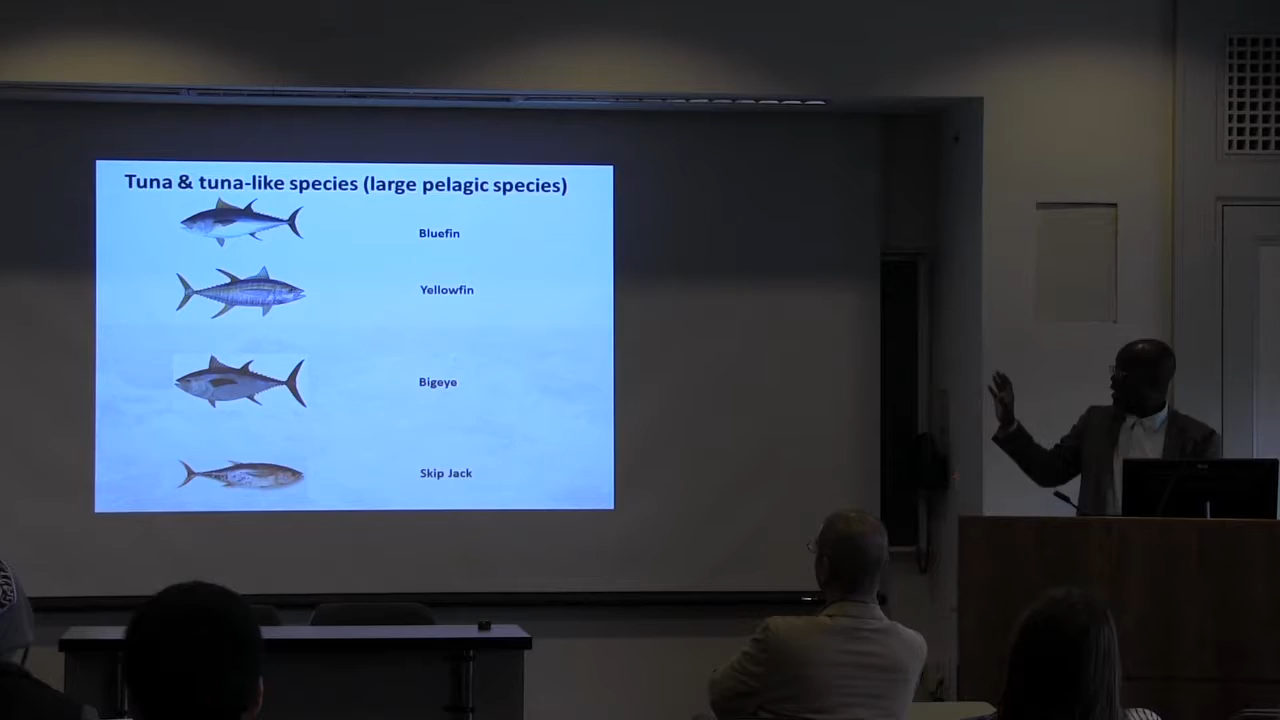 Tuna & tuna-like species (large pelagic species)
Bluefin
Yellowfin
Bigeye
Skip Jack